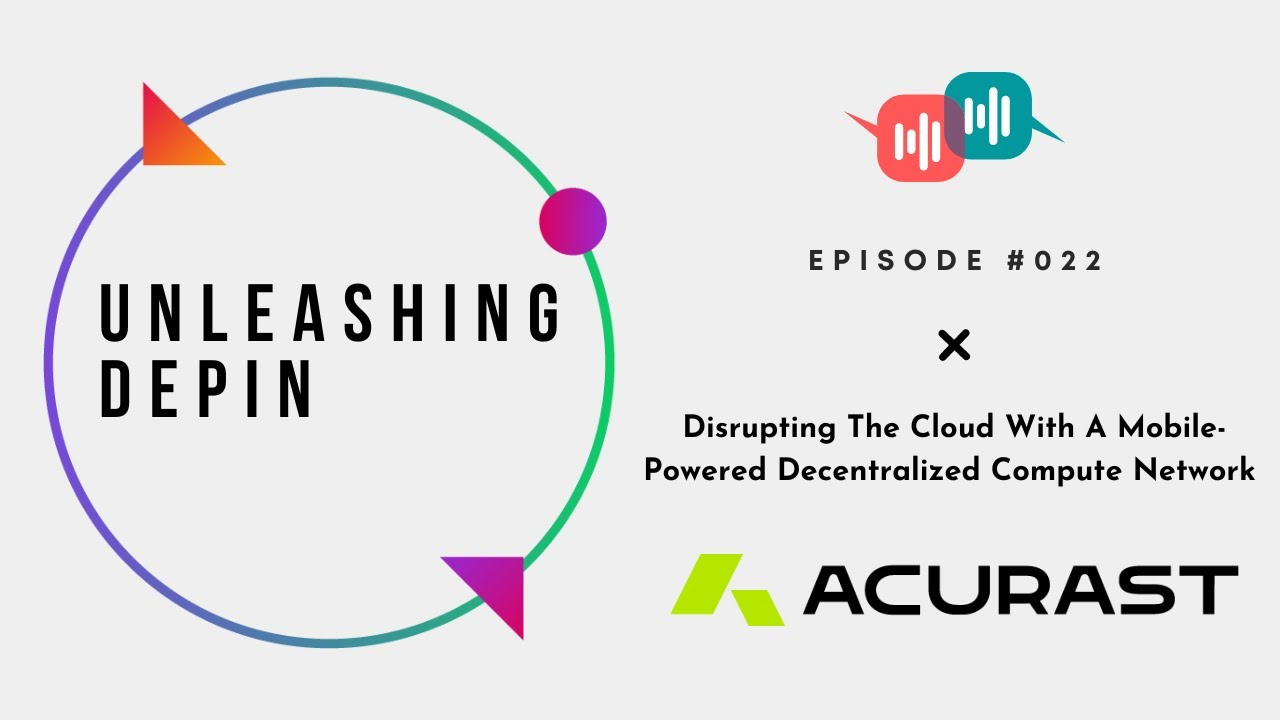 UNLEASHING
DEPIN
EPISODE #022
×
Disrupting The Cloud With A Mobile-
Powered Decentralized Compute Network
ACURAST